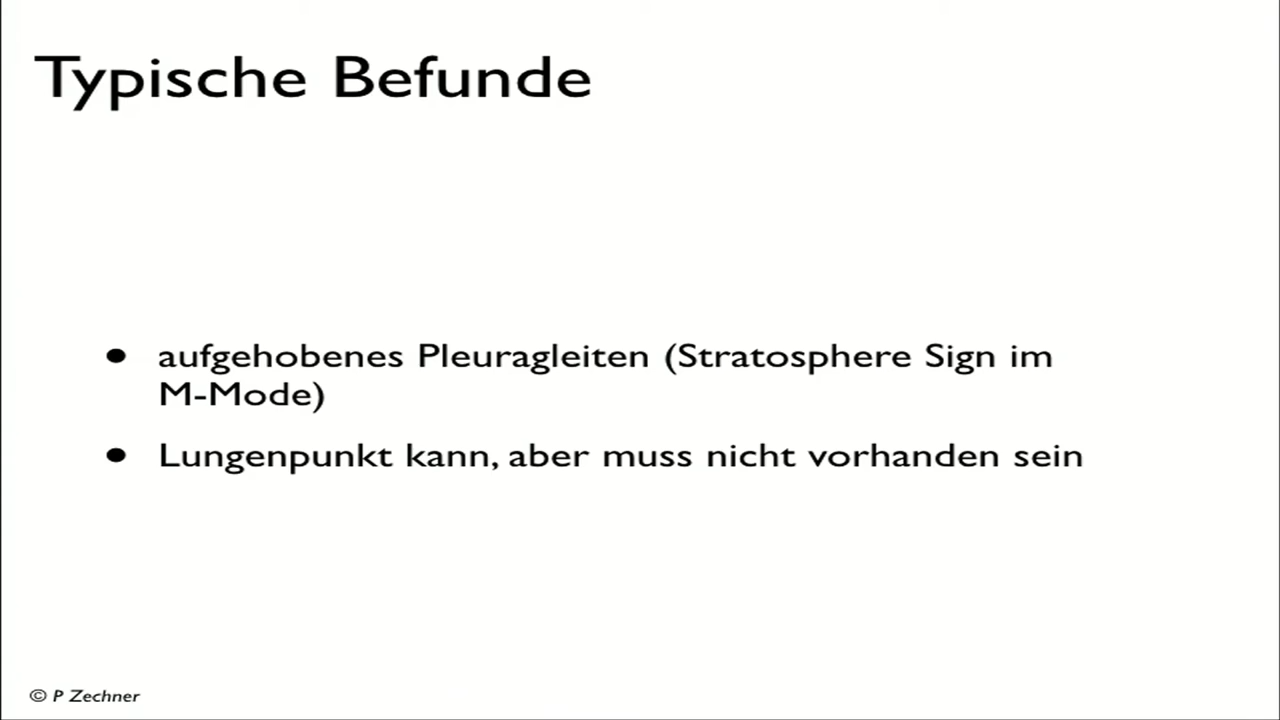 Typische Befunde
• aufgehobenes Pleuragleiten (Stratosphere Sign im
M-Mode)
• Lungenpunkt kann, aber muss nicht vorhanden sein
© P Zechner